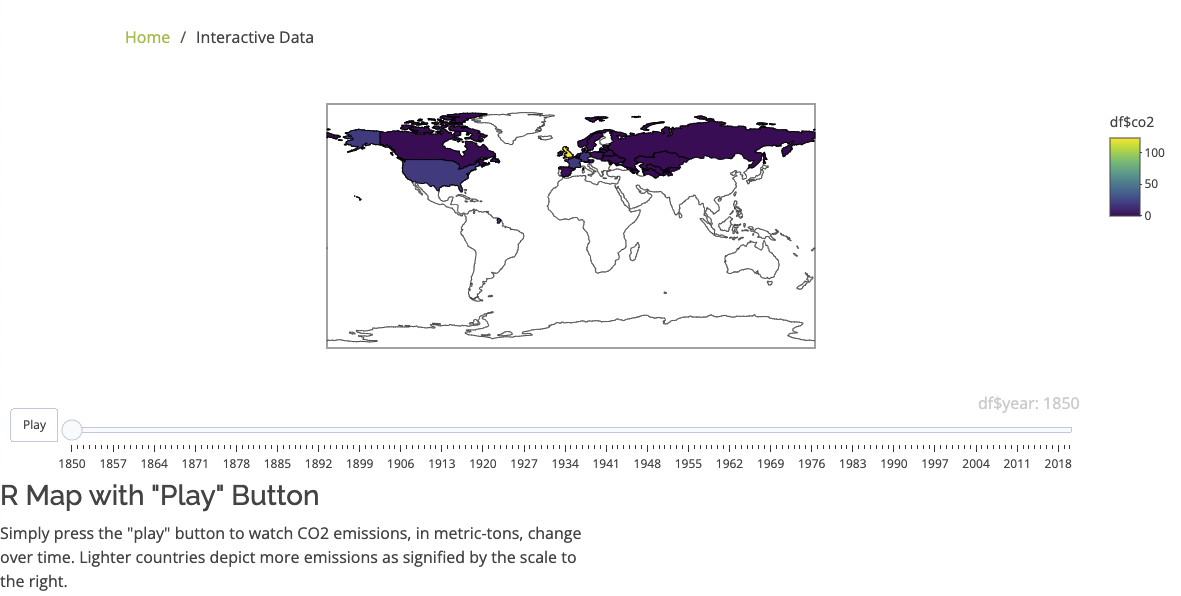 Home / Interactive Data
df$co2
100
50
0
df$year: 1850
Play
1850 1857 1864 1871 1878 1885 1892 1899 1906 1913 1920 1927 1934 1941 1948 1955 1962 1969 1976 1983 1990 1997 2004 2011 2018
R Map with "Play" Button
Simply press the "play" button to watch CO2 emissions, in metric-tons, change
over time. Lighter countries depict more emissions as signified by the scale to
the right.